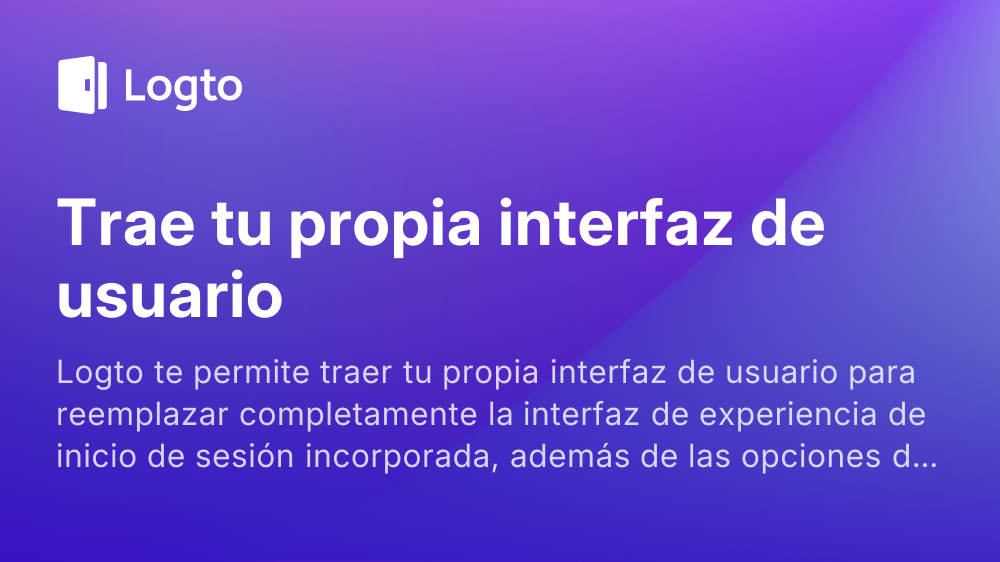 Logto
Trae tu propia interfaz de
usuario
Logto te permite traer tu propia interfaz de usuario para
reemplazar completamente la interfaz de experiencia de
inicio de sesión incorporada, además de las opciones d...